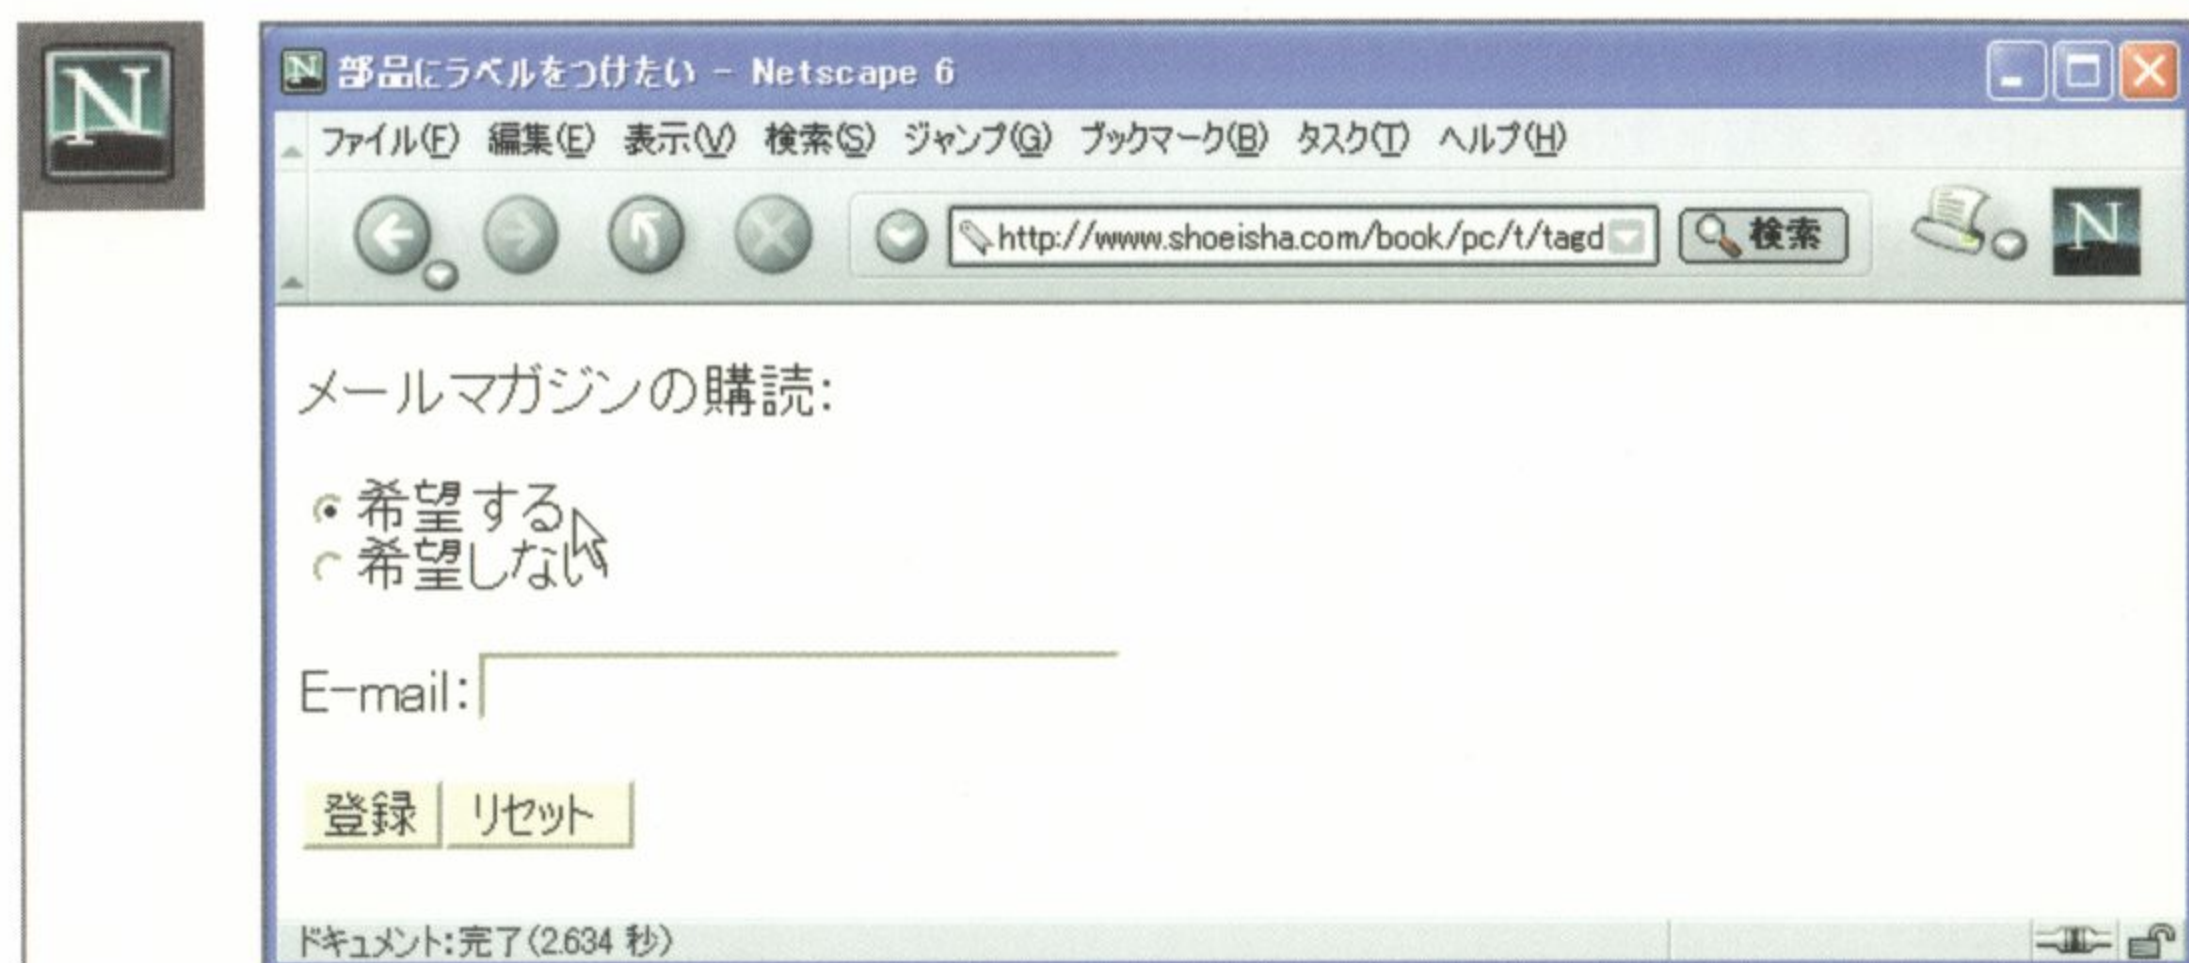 N
部品にラベルをつけたい - Netscape 6
ファイル(F) 編集(E) 表示(V) 検索(S) ジャンプ(G) ブックマーク(B) タスク(T) ヘルプ(H)
http://www.shoeisha.com/book/pc/t/tagd 検索 N
メールマガジンの購読:
希望する
希望しない
E-mail:
登録 リセット
ドキュメント:完了(2.634 秒)